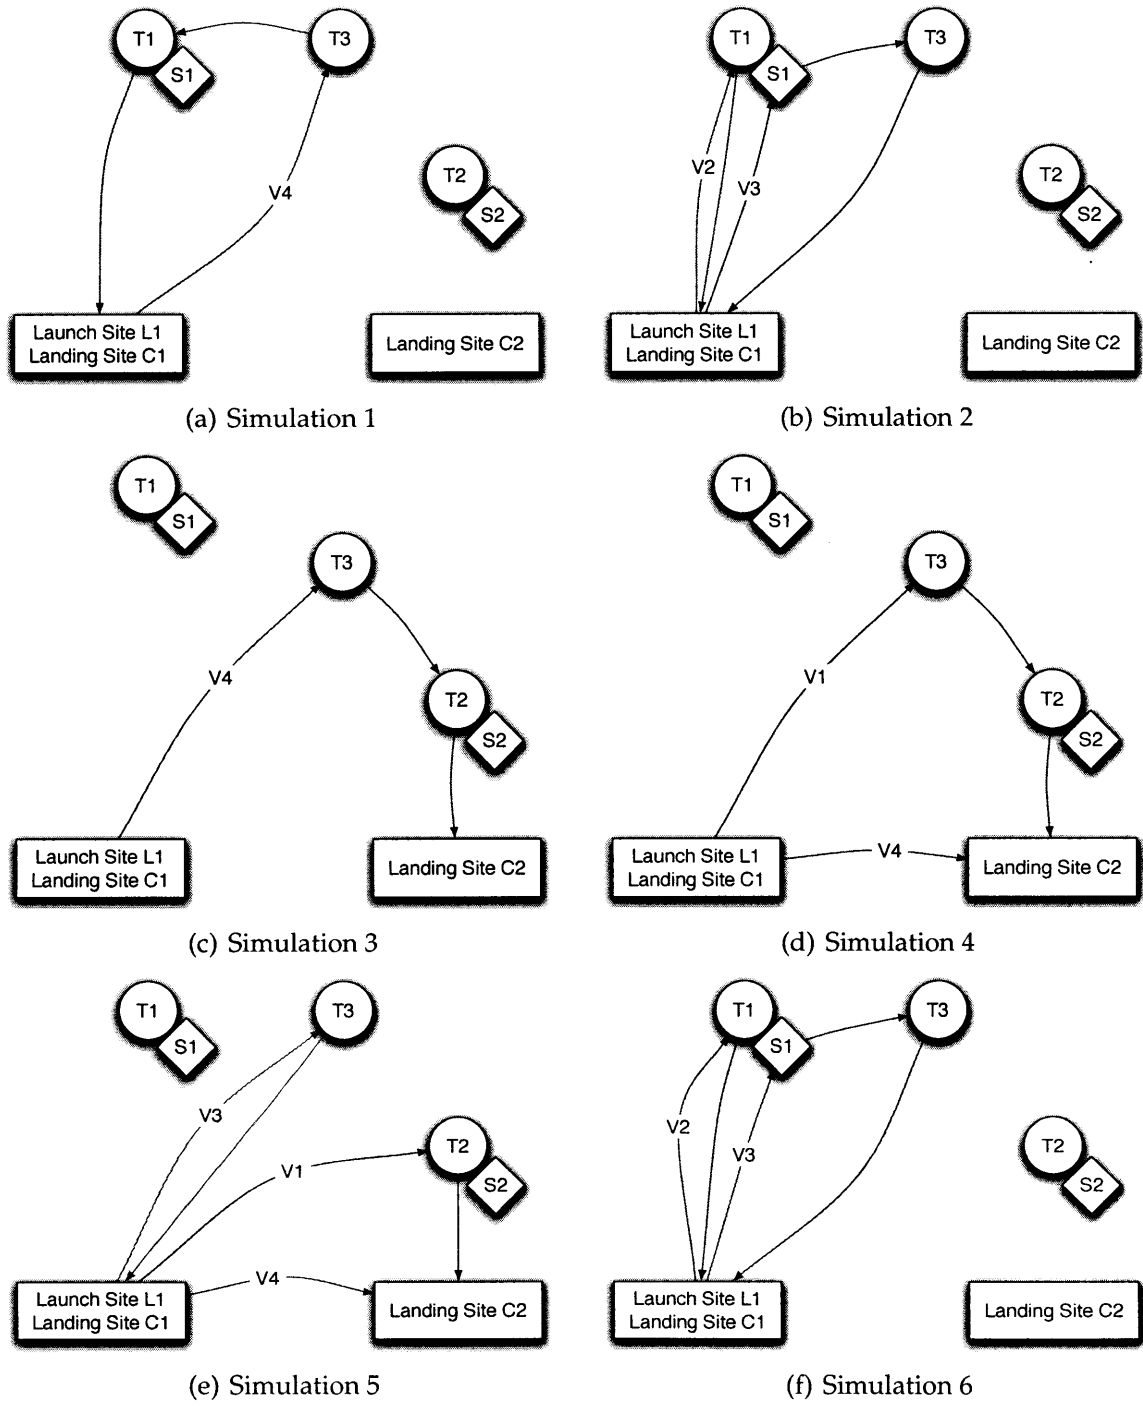 T1
T3
S1
T2
S2
V4
Launch Site L1
Landing Site C1
Landing Site C2
(a) Simulation 1
T1
T3
S1
V2
V3
T2
S2
Launch Site L1
Landing Site C1
Landing Site C2
(b) Simulation 2
T1
S1
T3
V4
T2
S2
Launch Site L1
Landing Site C1
Landing Site C2
(c) Simulation 3
T1
S1
T3
V1
T2
S2
V4
Launch Site L1
Landing Site C1
Landing Site C2
(d) Simulation 4
T1
T3
S1
V3
V1
T2
S2
V4
Launch Site L1
Landing Site C1
Landing Site C2
(e) Simulation 5
T1
T3
S1
V2
V3
T2
S2
Launch Site L1
Landing Site C1
Landing Site C2
(f) Simulation 6